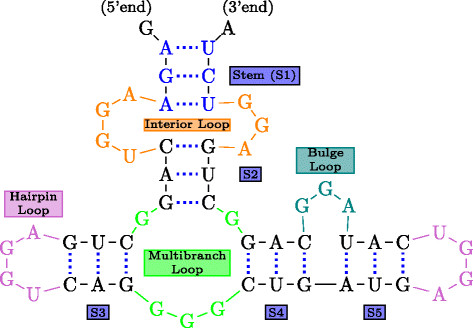 (5'end) (3'end)
G A
A U
G C Stem (S1)
A A U G
G Interior Loop G
U C G A
Bulge
Loop
A U S2
G
G C G A
Hairpin
Loop
G G
A G U C G A C U A C U
G Multibranch G
Loop
G G
U C A G C U G A U G A
G G
G G
S3 S4 S5